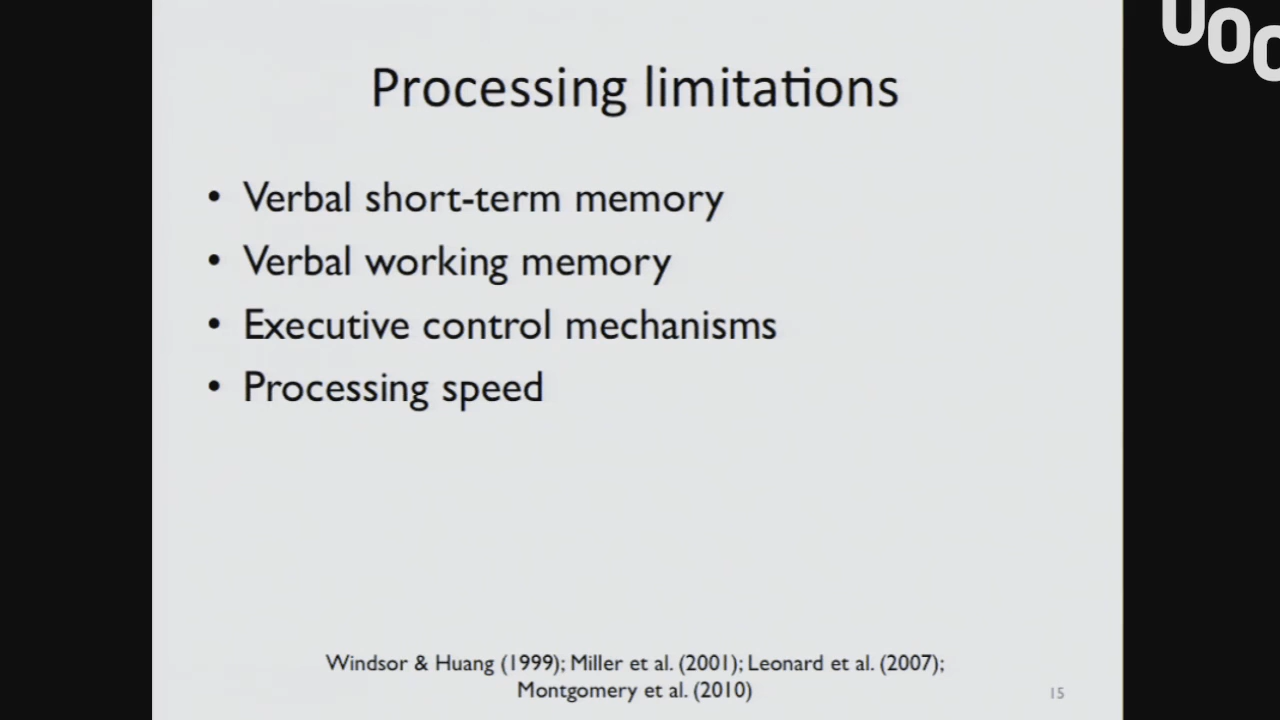 UOC
Processing limitations
• Verbal short-term memory
• Verbal working memory
• Executive control mechanisms
• Processing speed
Windsor & Huang (1999); Miller et al. (2001); Leonard et al. (2007);
Montgomery et al. (2010)
15